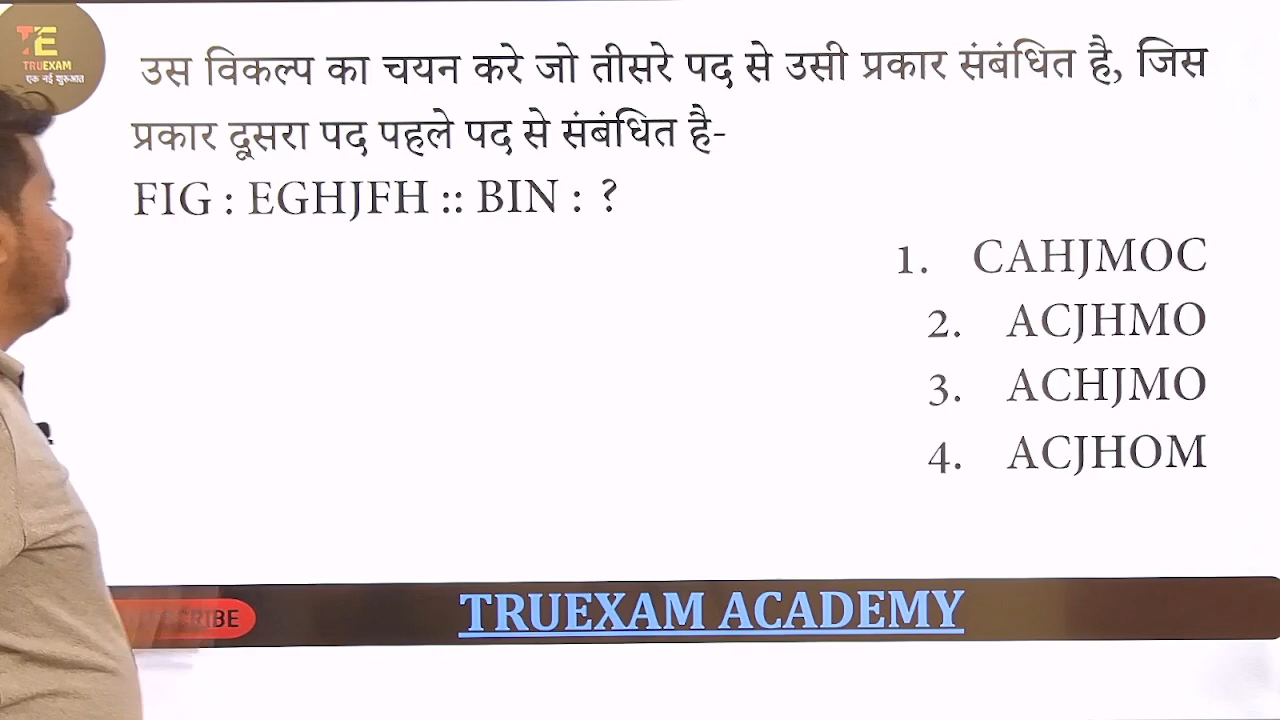 TE
TRUEXAM
एक नई शुरुआत
उस विकल्प का चयन करे जो तीसरे पद से उसी प्रकार संबंधित है, जिस
प्रकार दूसरा पद पहले पद से संबंधित है-
FIG : EGHJFH :: BIN : ?
1. CAHJMOC
2. ACJHMO
3. ACHJMO
4. ACJHOM
TRUEXAM ACADEMY